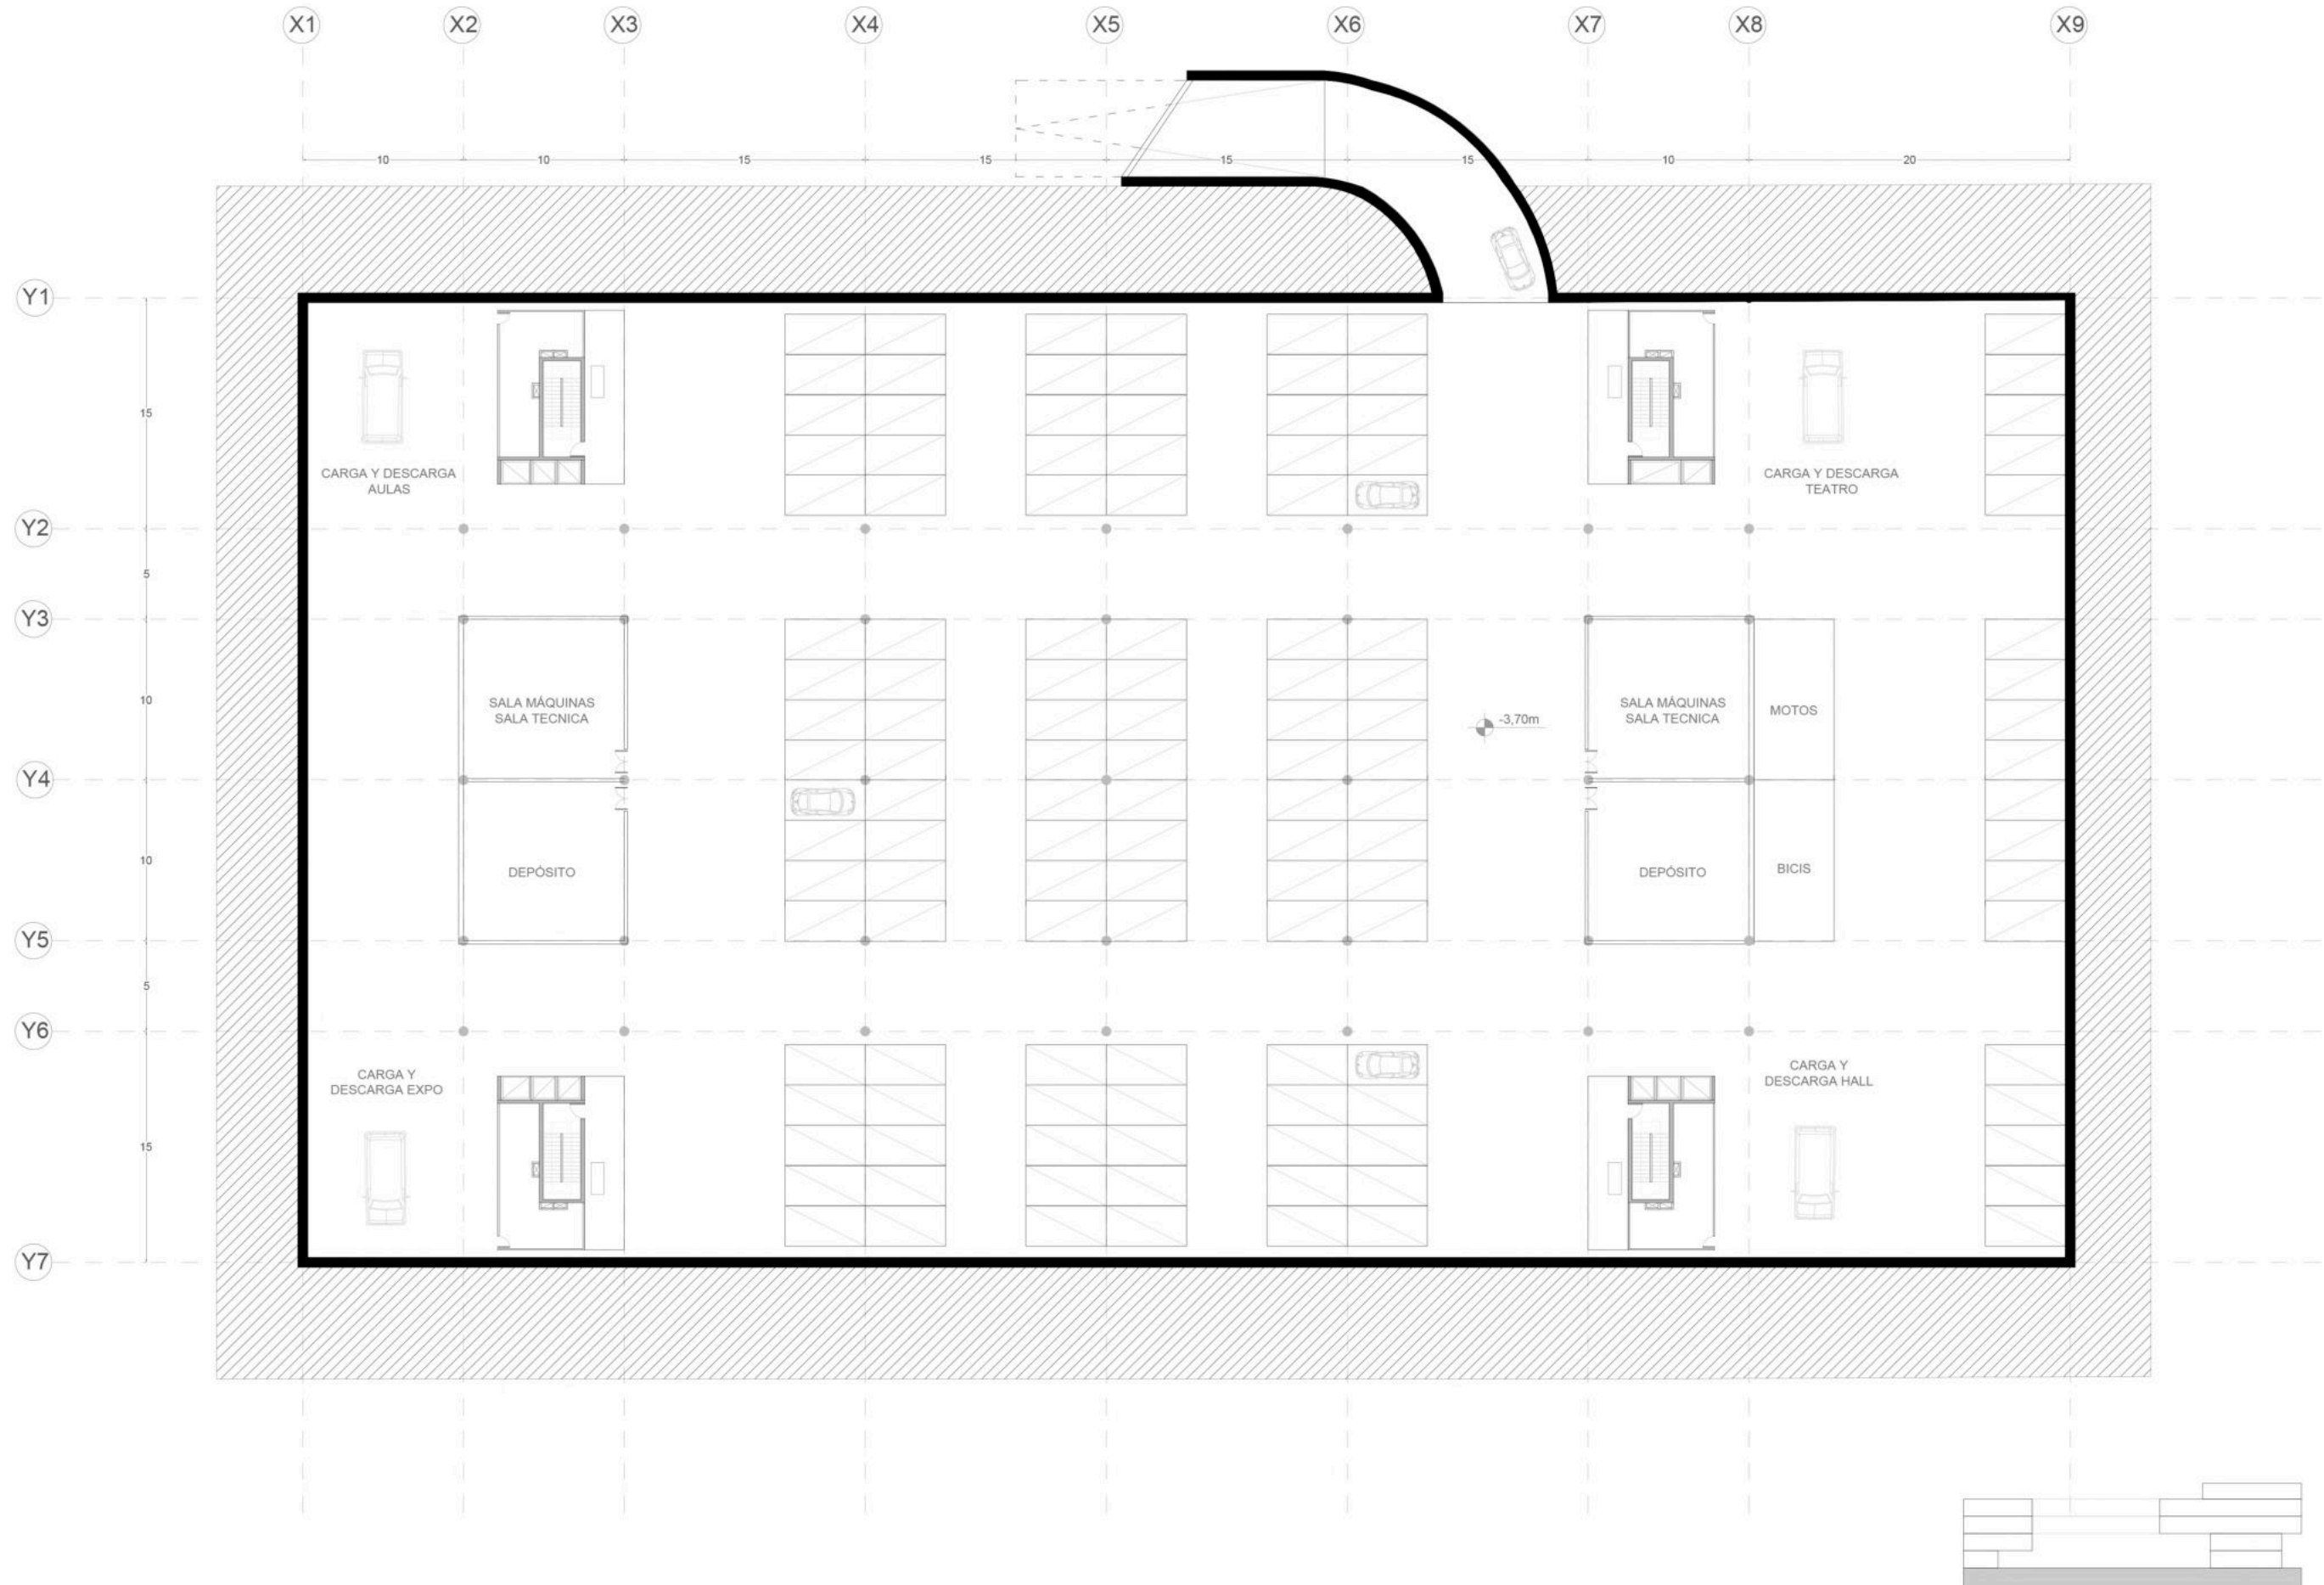 X1 X2 X3 X4 X5 X6 X7 X8 X9
10 10 15 15 15 15 10 20
Y1
15
CARGA Y DESCARGA
AULAS
CARGA Y DESCARGA
TEATRO
Y2
5
Y3
10
SALA MÁQUINAS
SALA TECNICA
-3,70m
SALA MÁQUINAS
SALA TECNICA
MOTOS
Y4
10
DEPÓSITO
DEPÓSITO
BICIS
Y5
5
Y6
CARGA Y
DESCARGA EXPO
CARGA Y
DESCARGA HALL
15
Y7